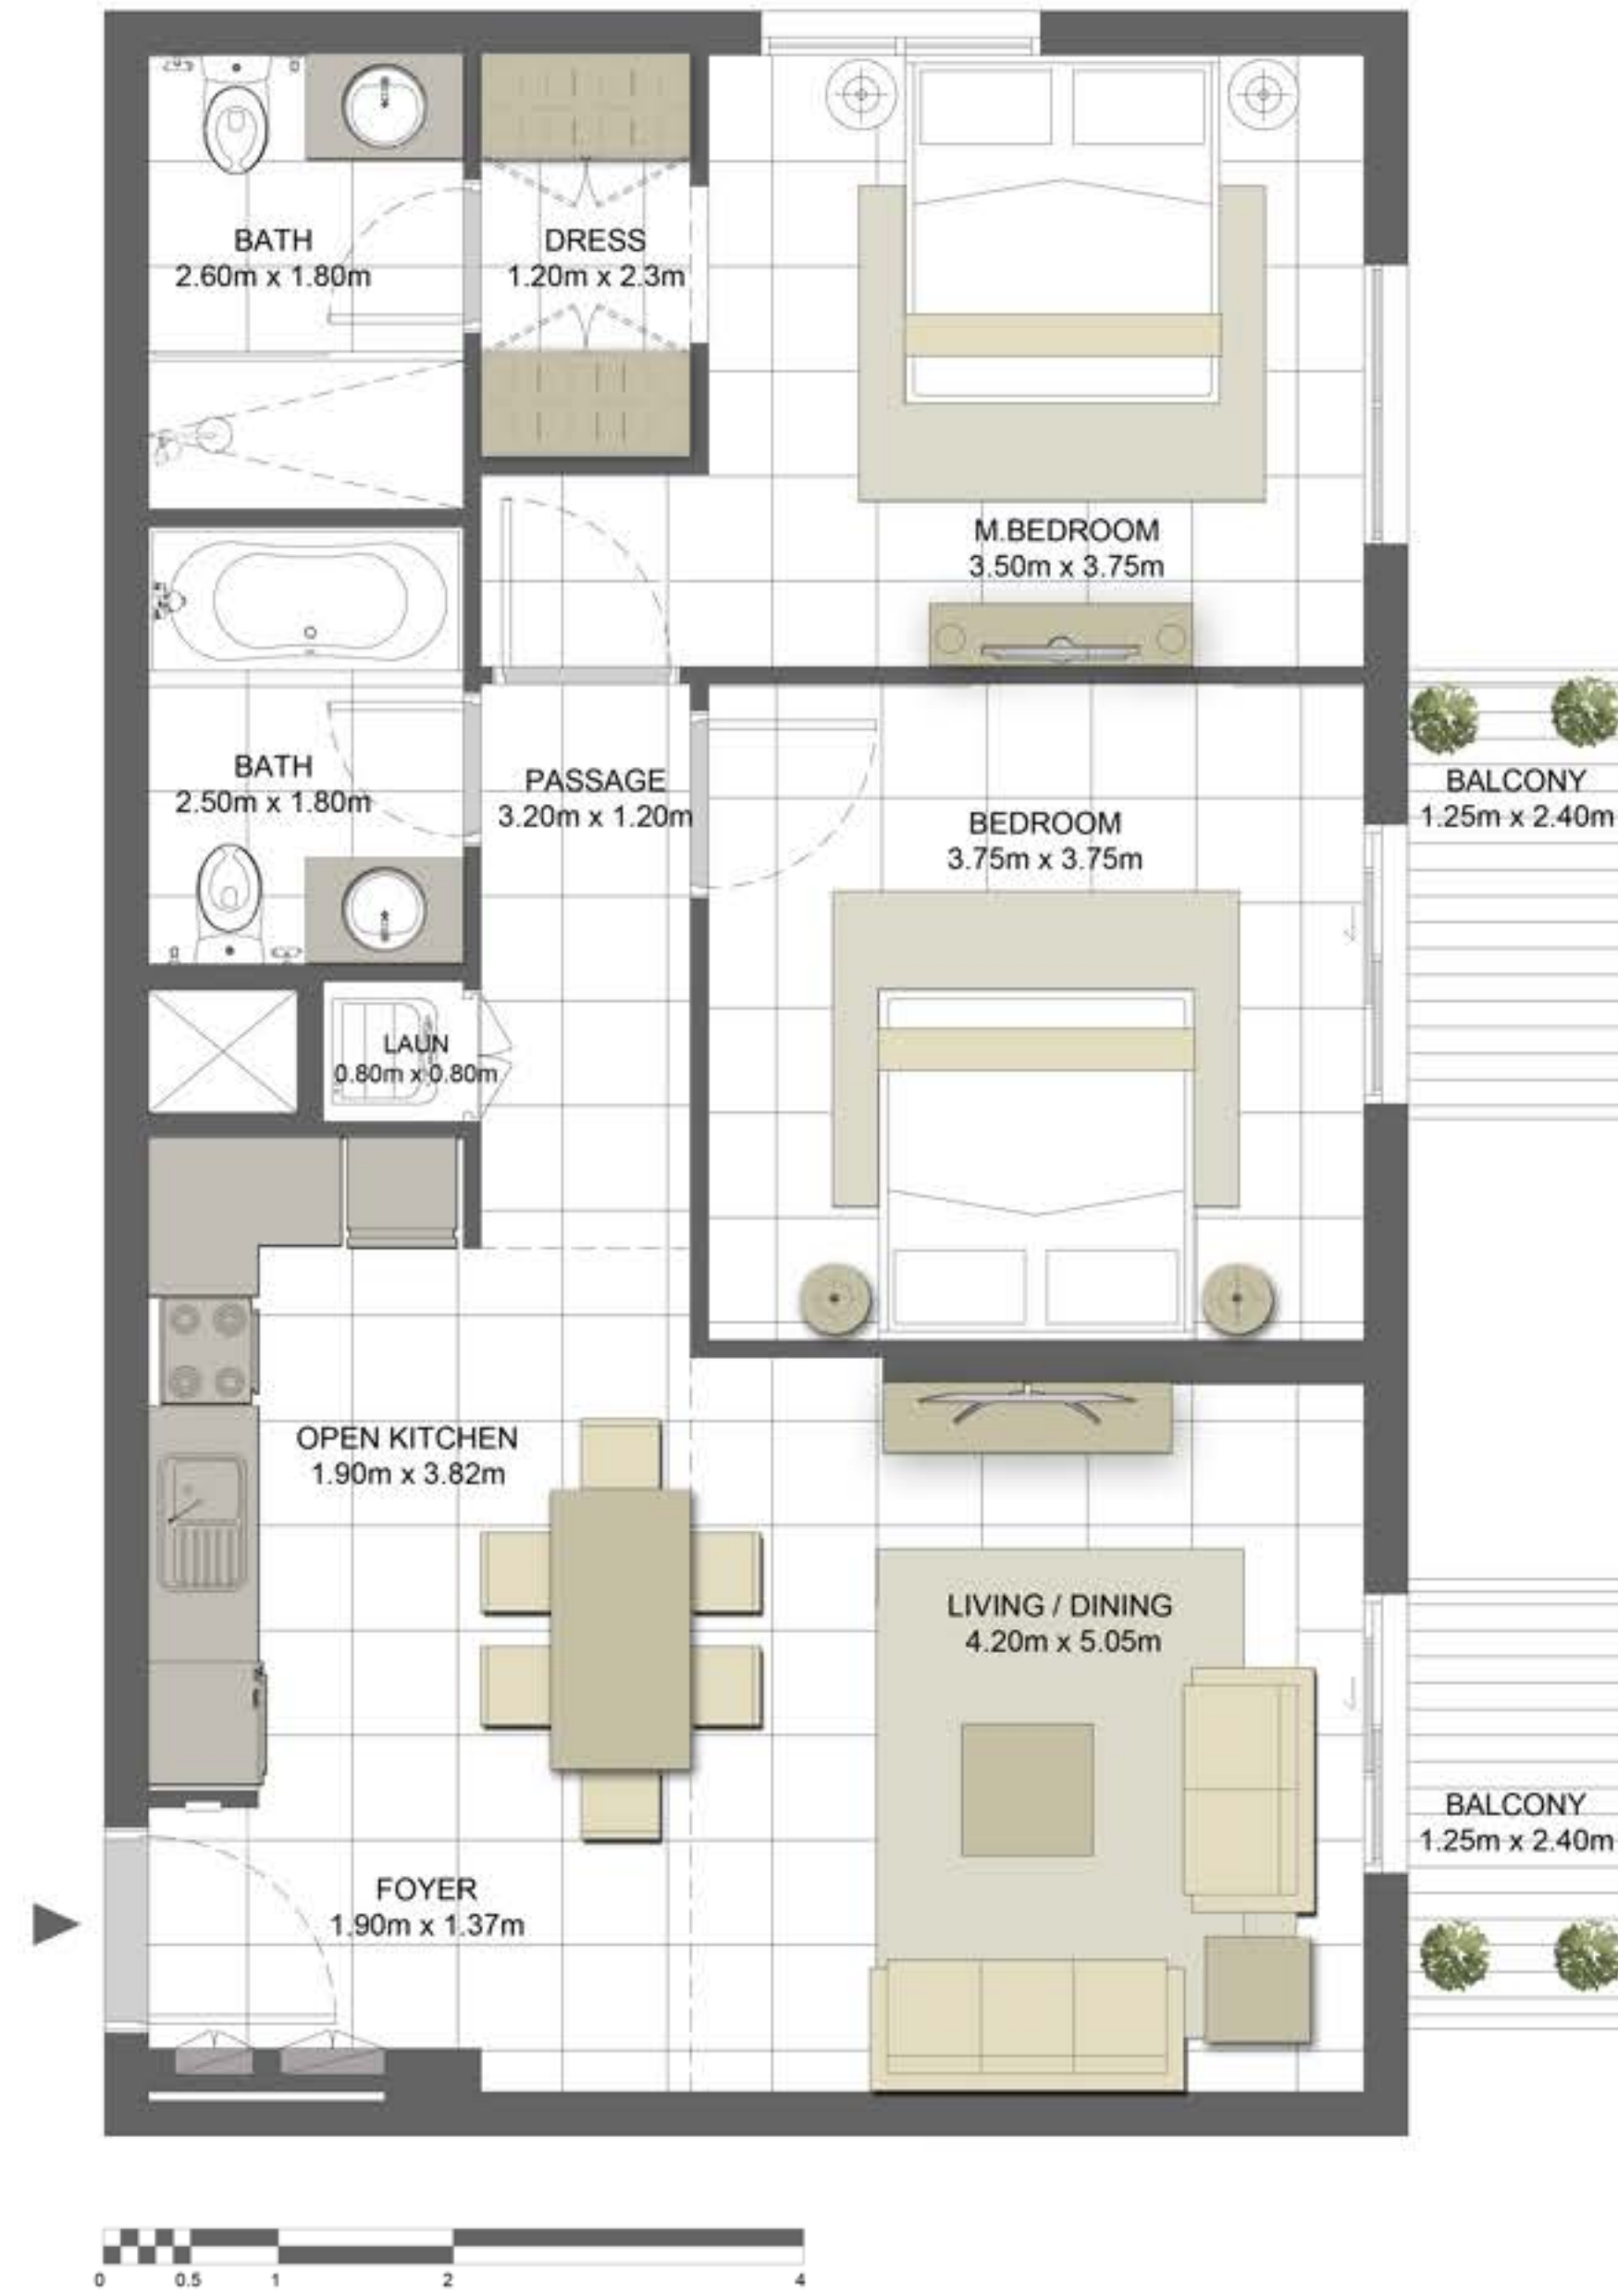 BATH
2.60m x 1.80m
DRESS
1.20m x 2.3m
M.BEDROOM
3.50m x 3.75m
BATH
2.50m x 1.80m
PASSAGE
3.20m x 1.20m
BEDROOM
3.75m x 3.75m
BALCONY
1.25m x 2.40m
LAUN
0.80m x 0.80m
OPEN KITCHEN
1.90m x 3.82m
LIVING / DINING
4.20m x 5.05m
BALCONY
1.25m x 2.40m
FOYER
1.90m x 1.37m
0 0.5 1 2 4